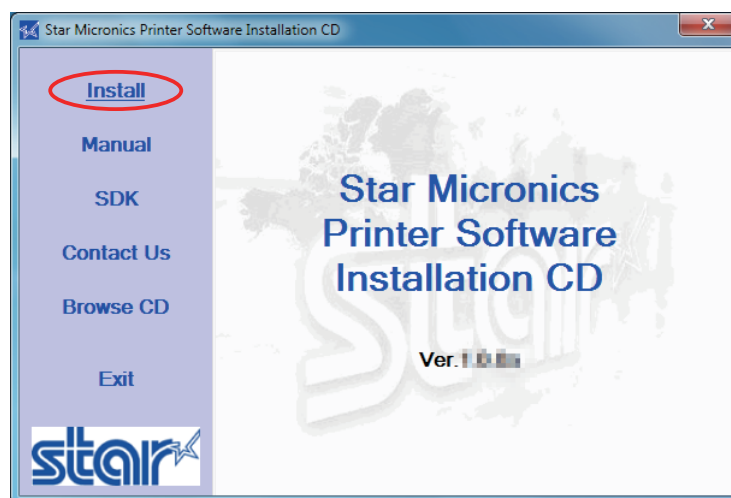 Star Micronics Printer Software Installation CD
Install
Manual
SDK
Contact Us
Browse CD
Exit
star
Star Micronics
Printer Software
Installation CD
Ver.